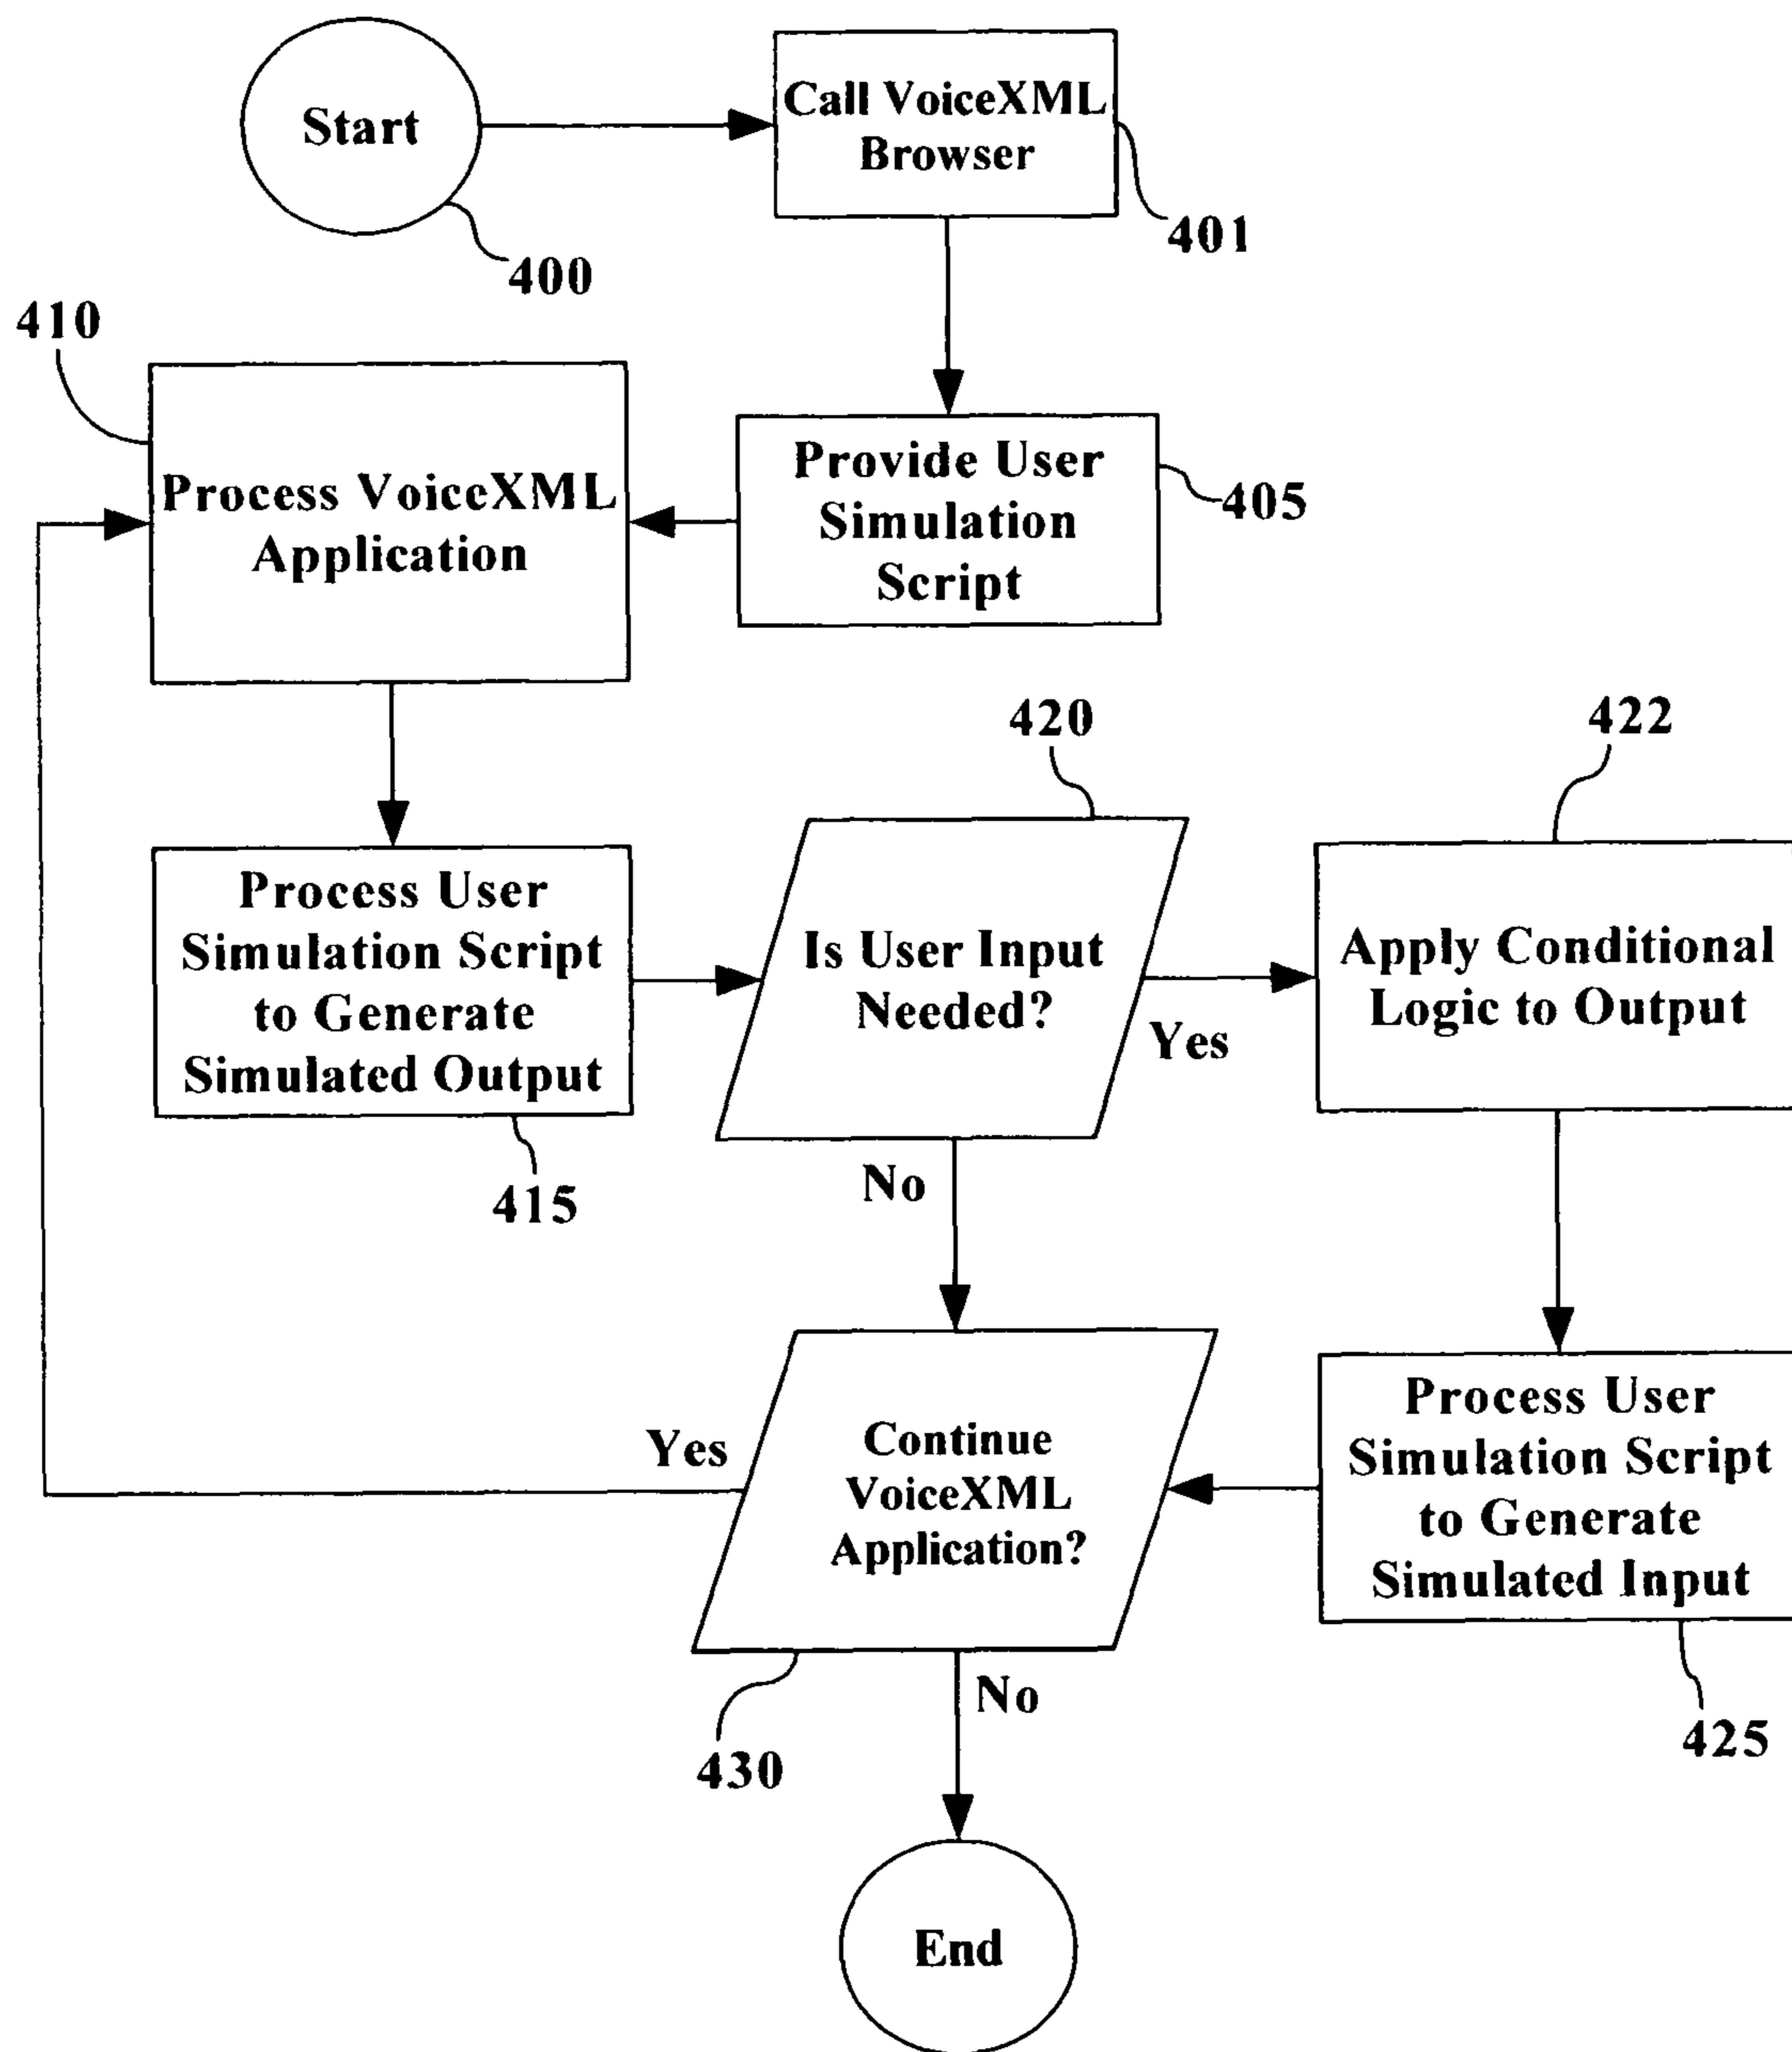 Start
400
Call VoiceXML
Browser
401
Provide User
Simulation
Script
405
410
Process VoiceXML
Application
Process User
Simulation Script
to Generate
Simulated Output
415
420
Is User Input
Needed?
Yes
No
422
Apply Conditional
Logic to Output
Process User
Simulation Script
to Generate
Simulated Input
425
Continue
VoiceXML
Application?
Yes
No
430
End